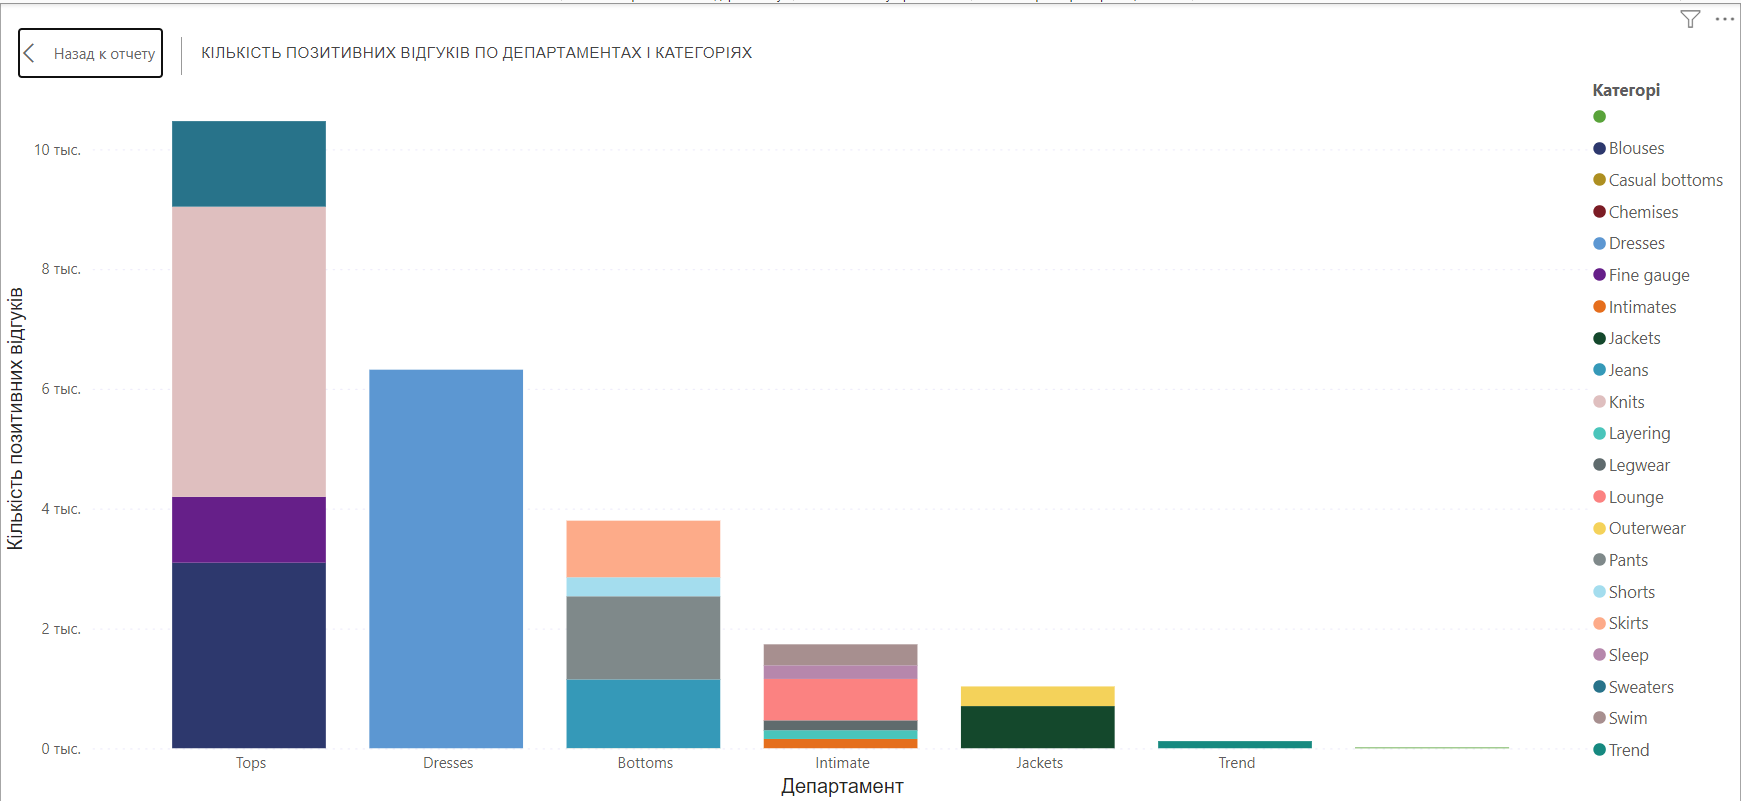 Назад к отчету
КІЛЬКІСТЬ ПОЗИТИВНИХ ВІДГУКІВ ПО ДЕПАРТАМЕНТАХ І КАТЕГОРІЯХ
Кількість позитивних відгуків
10 тыс.
8 тыс.
6 тыс.
4 тыс.
2 тыс.
0 тыс.
Tops
Dresses
Bottoms
Intimate
Jackets
Trend
Департамент
Категорі
Blouses
Casual bottoms
Chemises
Dresses
Fine gauge
Intimates
Jackets
Jeans
Knits
Layering
Legwear
Lounge
Outerwear
Pants
Shorts
Skirts
Sleep
Sweaters
Swim
Trend